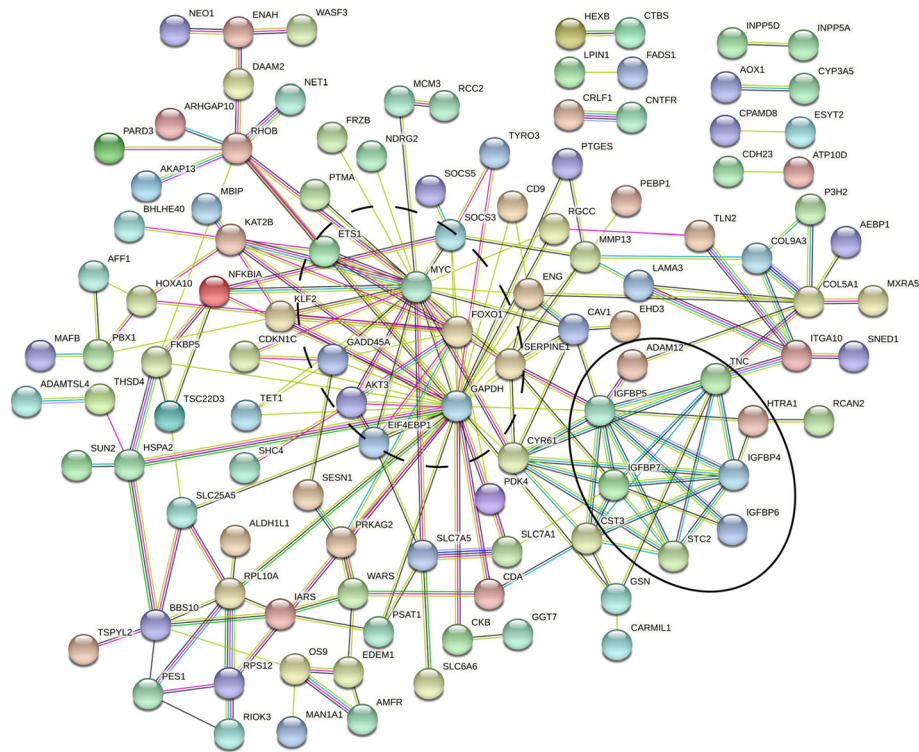 NEO1
ENAH
WASF3
HEXB
CTBS
INPP5D
INPP5A
DAAM2
LPIN1
FADS1
AOX1
CYP3A5
NET1
MCM3
RCC2
ARHGAP10
CRLF1
CNTFR
CPAMD8
ESYT2
PARD3
RHOB
FRZB
NDRG2
TYRO3
PTGES
CDH23
ATP10D
AKAP13
MBIP
PTMA
SOCS5
CD9
PEBP1
P3H2
BHLHE40
KAT2B
ETS1
SOCS3
RGCC
MMP13
TLN2
COL9A3
AEBP1
AFF1
HOXA10
NFKBIA
MYC
ENG
LAMA3
COL5A1
MXRA5
KLF2
FOXO1
CAV1
EHD3
MAFB
PBX1
FKBP5
CDKN1C
GADD45A
SERPINE1
ADAM12
TNC
ITGA10
SNED1
ADAMTSL4
THSD4
TSC22D3
TET1
AKT3
GAPDH
IGFBP5
HTRA1
RCAN2
EIF4EBP1
SUN2
HSPA2
SHC4
CYR61
IGFBP7
IGFBP4
SESN1
PDK4
SLC25A5
IGFBP6
ALDH1L1
PRKAG2
SLC7A5
SLC7A1
CST3
STC2
RPL10A
IARS
WARS
CDA
GSN
BBS10
PSAT1
CKB
GGT7
CARMIL1
TSPYL2
OS9
EDEM1
SLC6A6
PES1
RPS12
RIOK3
MAN1A1
AMFR